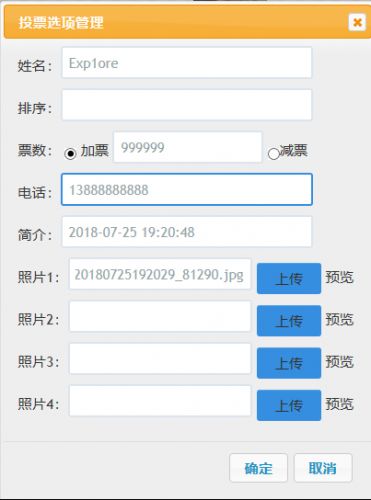 投票选项管理
姓名： Exp1ore
排序：
票数： 加票 999999 减票
电话： 13888888888
简介： 2018-07-25 19:20:48
照片1： 20180725192029_81290.jpg 上传 预览
照片2： 上传 预览
照片3： 上传 预览
照片4： 上传 预览
确定 取消